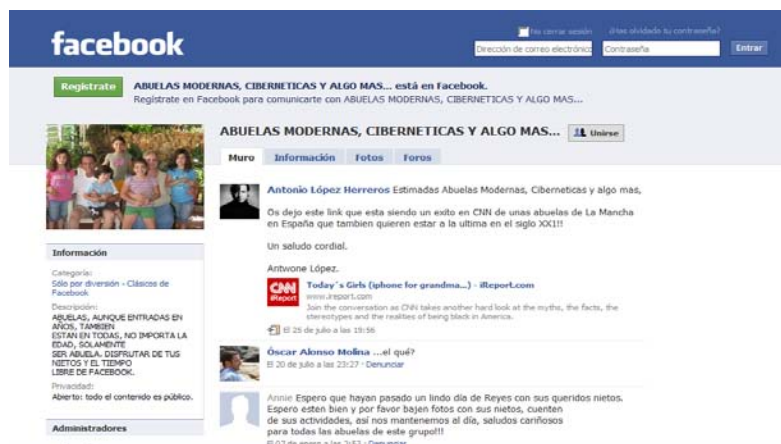 facebook
No cerrar sesión
¿Has olvidado tu contraseña?
Dirección de correo electrónic
Contraseña
Entrar
Regístrate
ABUELAS MODERNAS, CIBERNETICAS Y ALGO MAS... está en Facebook.
Regístrate en Facebook para comunicarte con ABUELAS MODERNAS, CIBERNETICAS Y ALGO MAS...
ABUELAS MODERNAS, CIBERNETICAS Y ALGO MAS...
Unirse
Muro Información Fotos Foros
Antonio López Herreros Estimadas Abuelas Modernas, Ciberneticas y algo mas,
Os dejo este link que esta siendo un exito en CNN de unas abuelas de La Mancha
en España que tambien quieren estar a la ultima en el siglo XX1!!
Un saludo cordial.
Antwone López.
CNN
iReport
Today´s Girls (iphone for grandma...) - iReport.com
www.ireport.com
Join the conversation as CNN takes another hard look at the myths, the facts, the
stereotypes and the realities of being black in America.
El 25 de julio a las 19:56
Óscar Alonso Molina ...el qué?
El 20 de julio a las 23:27 · Denunciar
Annie Espero que hayan pasado un lindo día de Reyes con sus queridos nietos.
Espero esten bien y por favor bajen fotos con sus nietos, cuenten
de sus actividades, así nos mantenemos al día, saludos cariñosos
para todas las abuelas de este grupo!!!
El 07 de enero a las 2:52 · Denunciar
Información
Categoría:
Sólo por diversión - Clásicos de
Facebook
Descripción:
ABUELAS, AUNQUE ENTRADAS EN
AÑOS, TAMBIEN
ESTAN EN TODAS, NO IMPORTA LA
EDAD, SOLAMENTE
SER ABUELA. DISFRUTAR DE TUS
NIETOS Y EL TIEMPO
LIBRE DE FACEBOOK.
Privacidad:
Abierto: todo el contenido es público.
Administradores